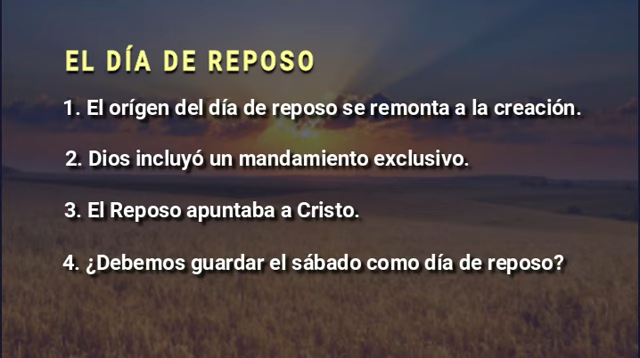 EL DÍA DE REPOSO
1. El orígen del día de reposo se remonta a la creación.
2. Dios incluyó un mandamiento exclusivo.
3. El Reposo apuntaba a Cristo.
4. ¿Debemos guardar el sábado como día de reposo?